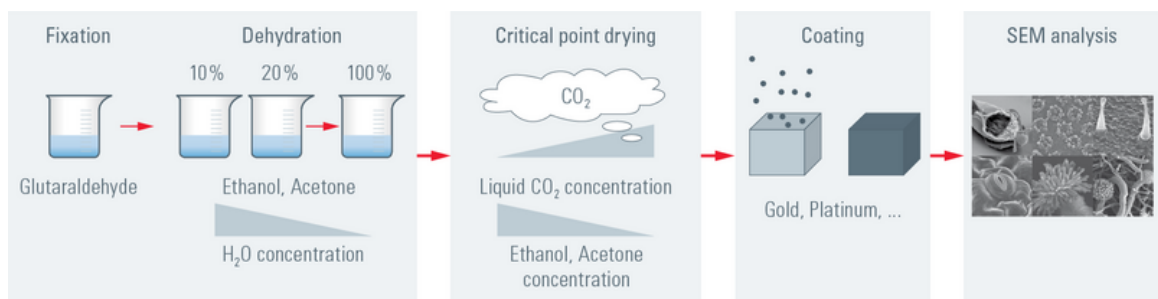 Fixation
Glutaraldehyde
Dehydration
10 % 20 % 100 %
Ethanol, Acetone
H₂O concentration
Critical point drying
CO₂
Liquid CO₂ concentration
Ethanol, Acetone
concentration
Coating
Gold, Platinum, ...
SEM analysis